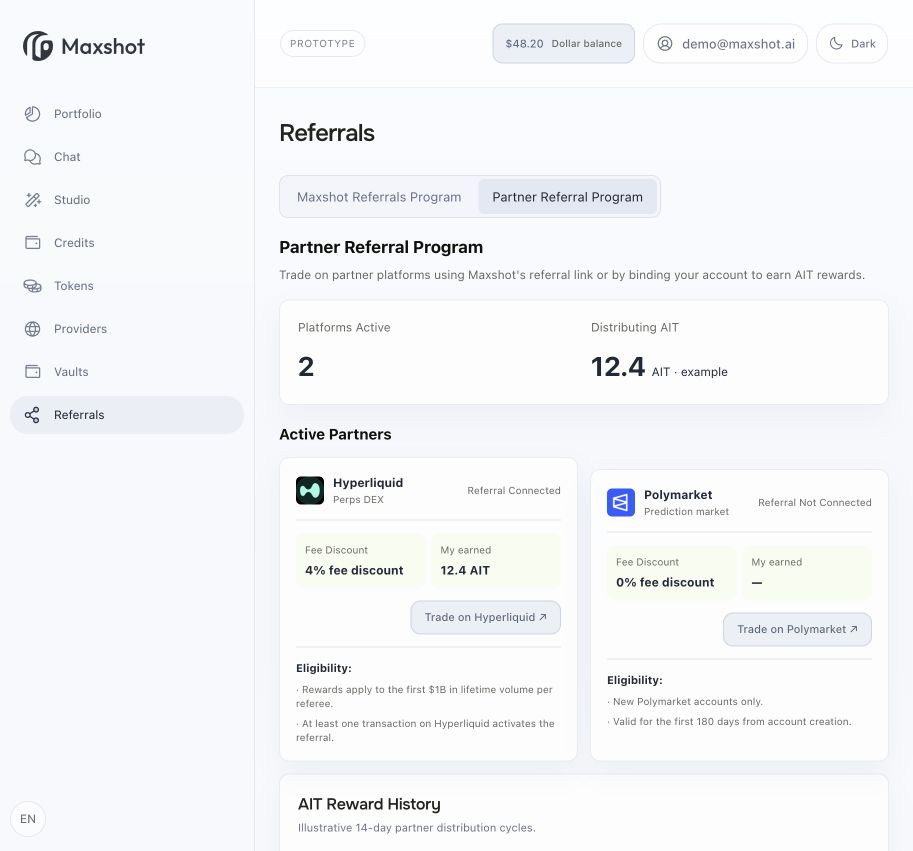 Maxshot
PROTOTYPE
$48.20 Dollar balance
demo@maxshot.ai
Dark
Portfolio
Chat
Studio
Credits
Tokens
Providers
Vaults
Referrals
EN
Referrals
Maxshot Referrals Program
Partner Referral Program
Partner Referral Program
Trade on partner platforms using Maxshot's referral link or by binding your account to earn AIT rewards.
Platforms Active
2
Distributing AIT
12.4 AIT · example
Active Partners
Hyperliquid
Perps DEX
Referral Connected
Fee Discount
4% fee discount
My earned
12.4 AIT
Trade on Hyperliquid ↗
Eligibility:
· Rewards apply to the first $1B in lifetime volume per
referee.
· At least one transaction on Hyperliquid activates the
referral.
Polymarket
Prediction market
Referral Not Connected
Fee Discount
0% fee discount
My earned
—
Trade on Polymarket ↗
Eligibility:
· New Polymarket accounts only.
· Valid for the first 180 days from account creation.
AIT Reward History
Illustrative 14-day partner distribution cycles.